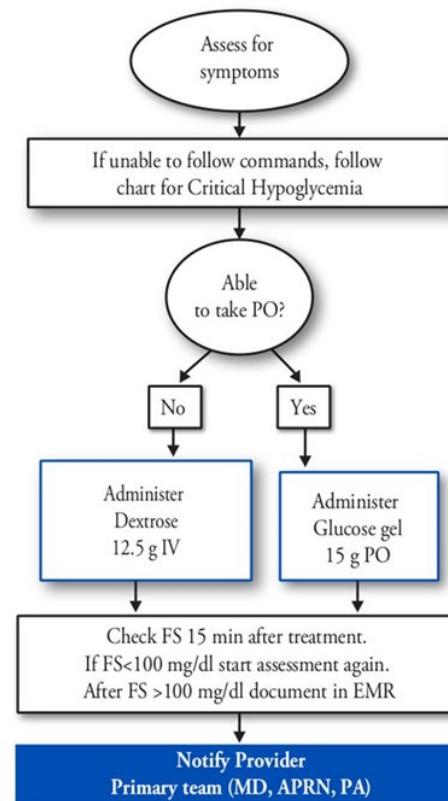 Assess for
symptoms
If unable to follow commands, follow
chart for Critical Hypoglycemia
Able
to take PO?
No
Yes
Administer
Dextrose
12.5 g IV
Administer
Glucose gel
15 g PO
Check FS 15 min after treatment.
If FS<100 mg/dl start assessment again.
After FS >100 mg/dl document in EMR
Notify Provider
Primary team (MD, APRN, PA)